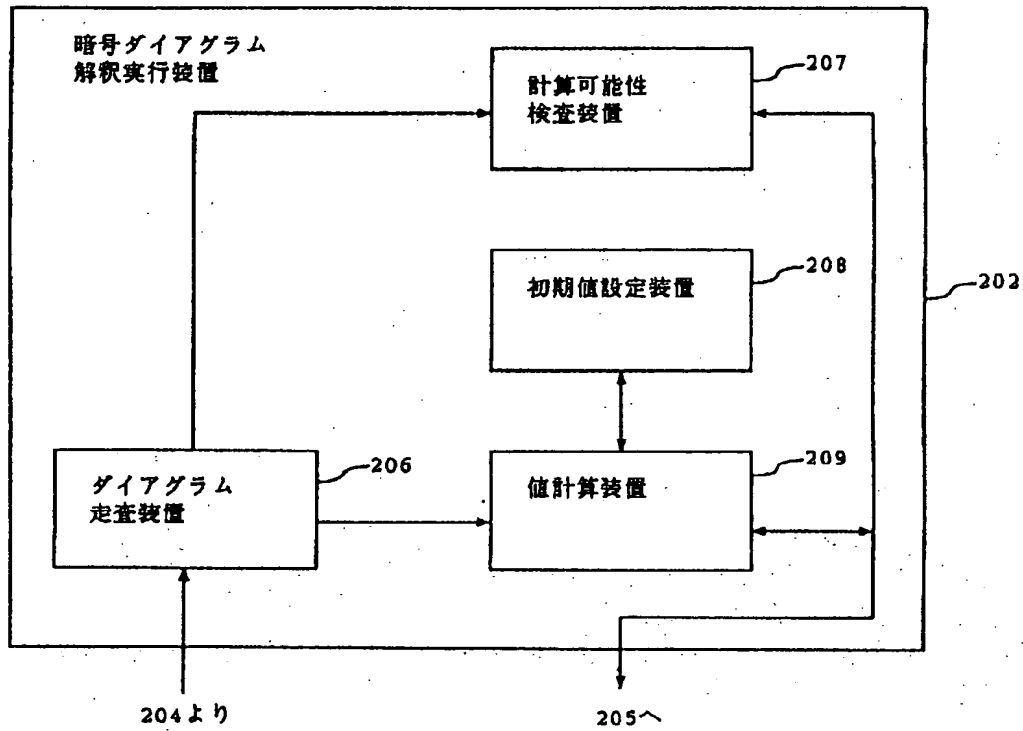 暗号ダイアグラム
解釈実行装置
計算可能性
検査装置
207
初期値設定装置
208
202
ダイアグラム
走査装置
206
値計算装置
209
204より
205へ